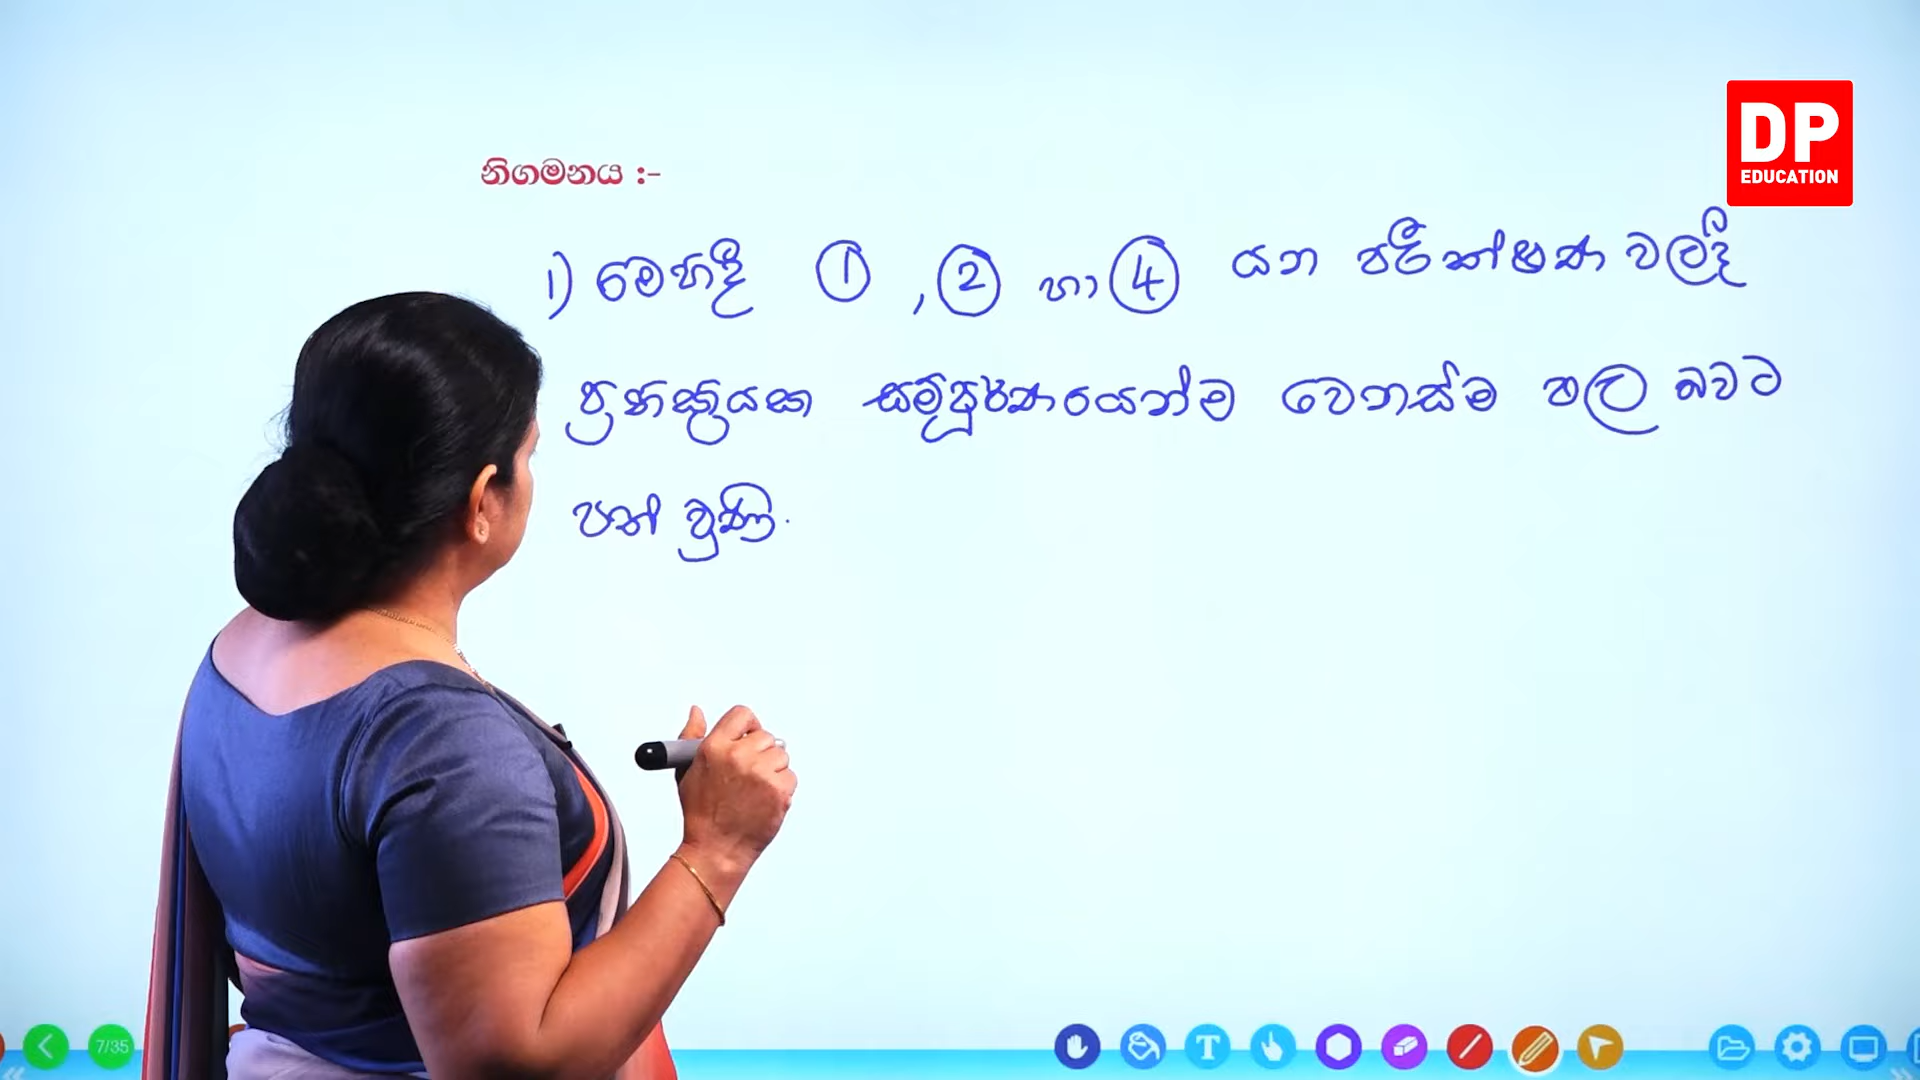 DP
EDUCATION
නිගමනය :-
1) මෙහිදී ① , ② හා ④ යන පරීක්ෂණ වලදී
ප්‍රතික්‍රියක සම්පූර්ණයෙන්ම වෙනස්ම ඵල බවට
පත් වුණි.
7/35
T